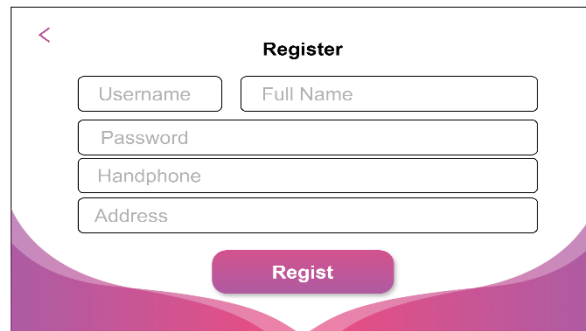 Register
Username Full Name
Password
Handphone
Address
Regist